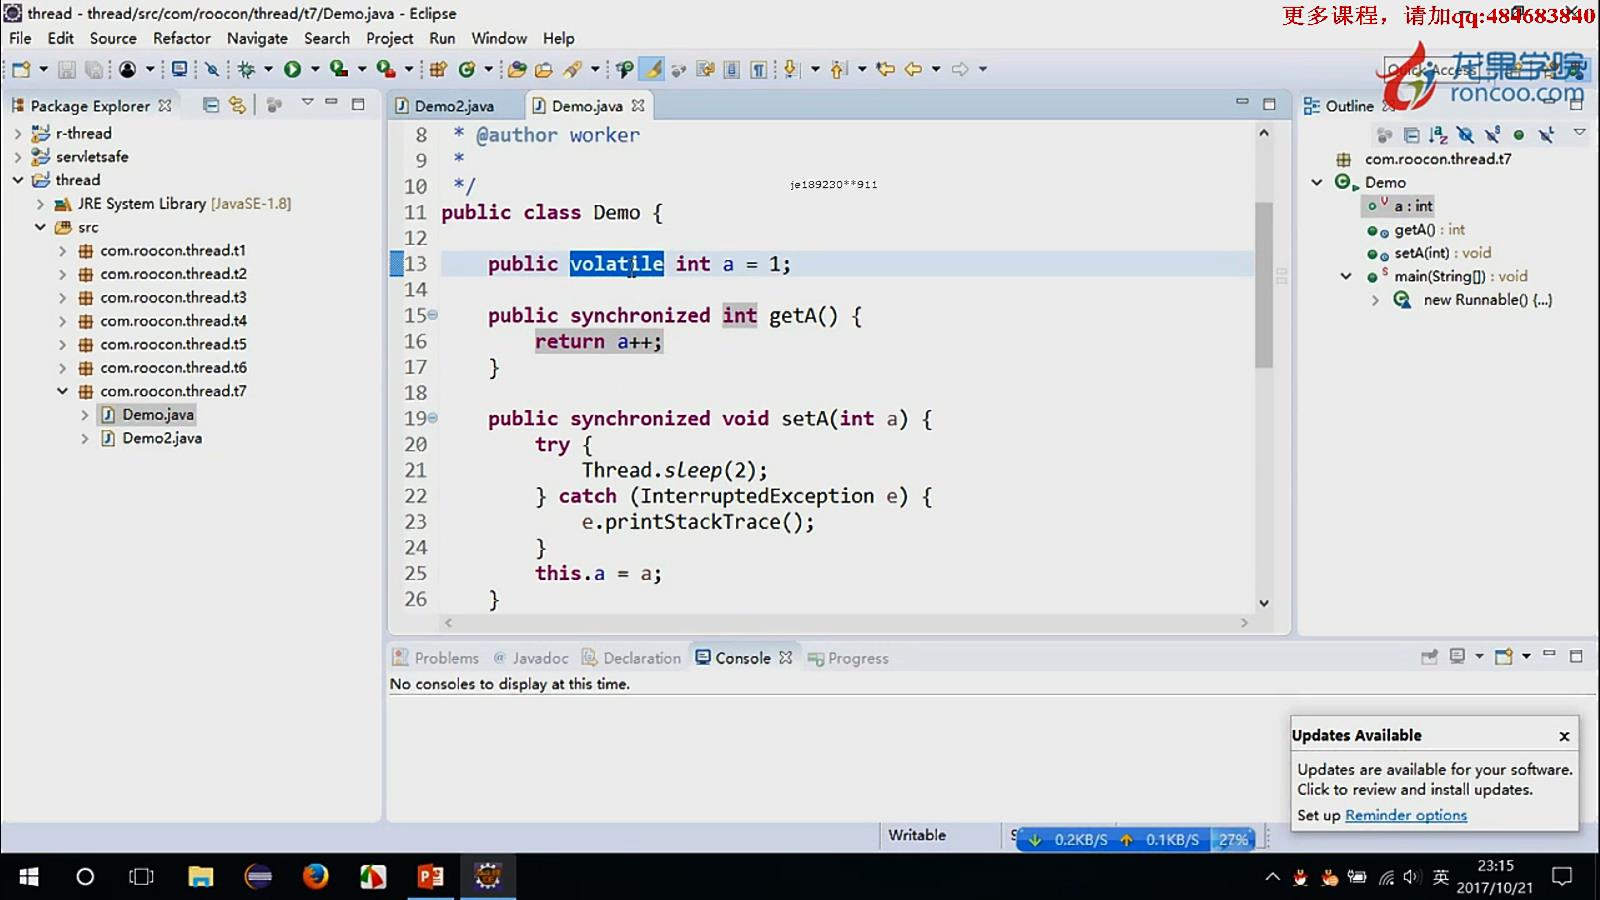 thread - thread/src/com/roocon/thread/t7/Demo.java - Eclipse
更多课程，请加qq:484683840
File Edit Source Refactor Navigate Search Project Run Window Help
Quick Access
龙果学院
roncoo.com
Package Explorer
r-thread
servletsafe
thread
JRE System Library [JavaSE-1.8]
src
com.roocon.thread.t1
com.roocon.thread.t2
com.roocon.thread.t3
com.roocon.thread.t4
com.roocon.thread.t5
com.roocon.thread.t6
com.roocon.thread.t7
Demo.java
Demo2.java
Demo2.java Demo.java
8 * @author worker
9 *
10 */
je189230**911
11 public class Demo {
12
13 public volatile int a = 1;
14
15 public synchronized int getA() {
16 return a++;
17 }
18
19 public synchronized void setA(int a) {
20 try {
21 Thread.sleep(2);
22 } catch (InterruptedException e) {
23 e.printStackTrace();
24 }
25 this.a = a;
26 }
Outline
com.roocon.thread.t7
Demo
a : int
getA() : int
setA(int) : void
main(String[]) : void
new Runnable() {...}
Problems @ Javadoc Declaration Console Progress
No consoles to display at this time.
Updates Available x
Updates are available for your software.
Click to review and install updates.
Set up Reminder options
Writable
0.2KB/S 0.1KB/S 27%
英
23:15
2017/10/21